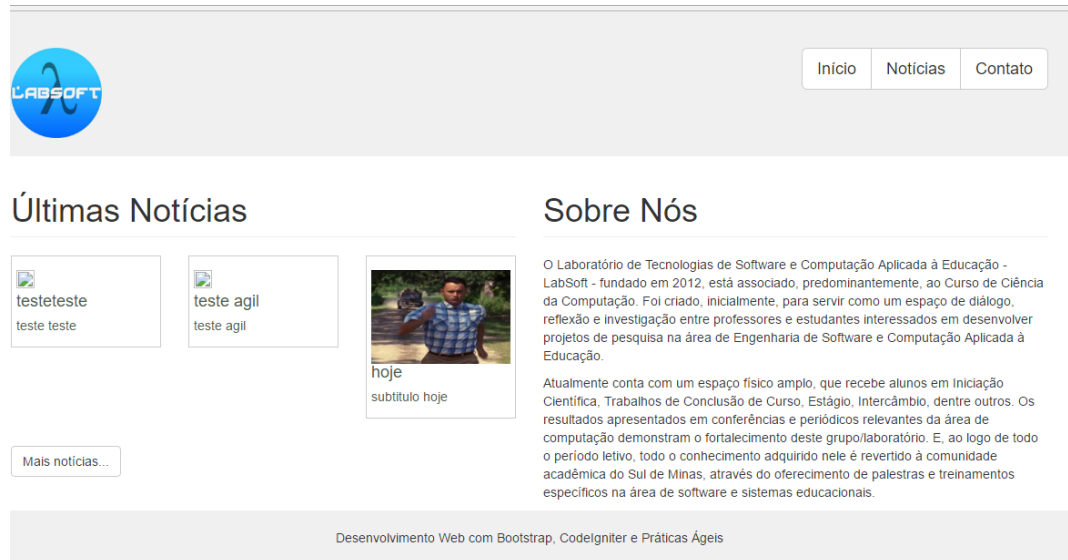 LABSOFT
Início
Notícias
Contato
Últimas Notícias
testeteste
teste teste
teste agil
teste agil
hoje
subtitulo hoje
Mais notícias...
Sobre Nós
O Laboratório de Tecnologias de Software e Computação Aplicada à Educação -
LabSoft - fundado em 2012, está associado, predominantemente, ao Curso de Ciência
da Computação. Foi criado, inicialmente, para servir como um espaço de diálogo,
reflexão e investigação entre professores e estudantes interessados em desenvolver
projetos de pesquisa na área de Engenharia de Software e Computação Aplicada à
Educação.
Atualmente conta com um espaço físico amplo, que recebe alunos em Iniciação
Científica, Trabalhos de Conclusão de Curso, Estágio, Intercâmbio, dentre outros. Os
resultados apresentados em conferências e periódicos relevantes da área de
computação demonstram o fortalecimento deste grupo/laboratório. E, ao logo de todo
o período letivo, todo o conhecimento adquirido nele é revertido à comunidade
acadêmica do Sul de Minas, através do oferecimento de palestras e treinamentos
específicos na área de software e sistemas educacionais.
Desenvolvimento Web com Bootstrap, CodeIgniter e Práticas Ágeis